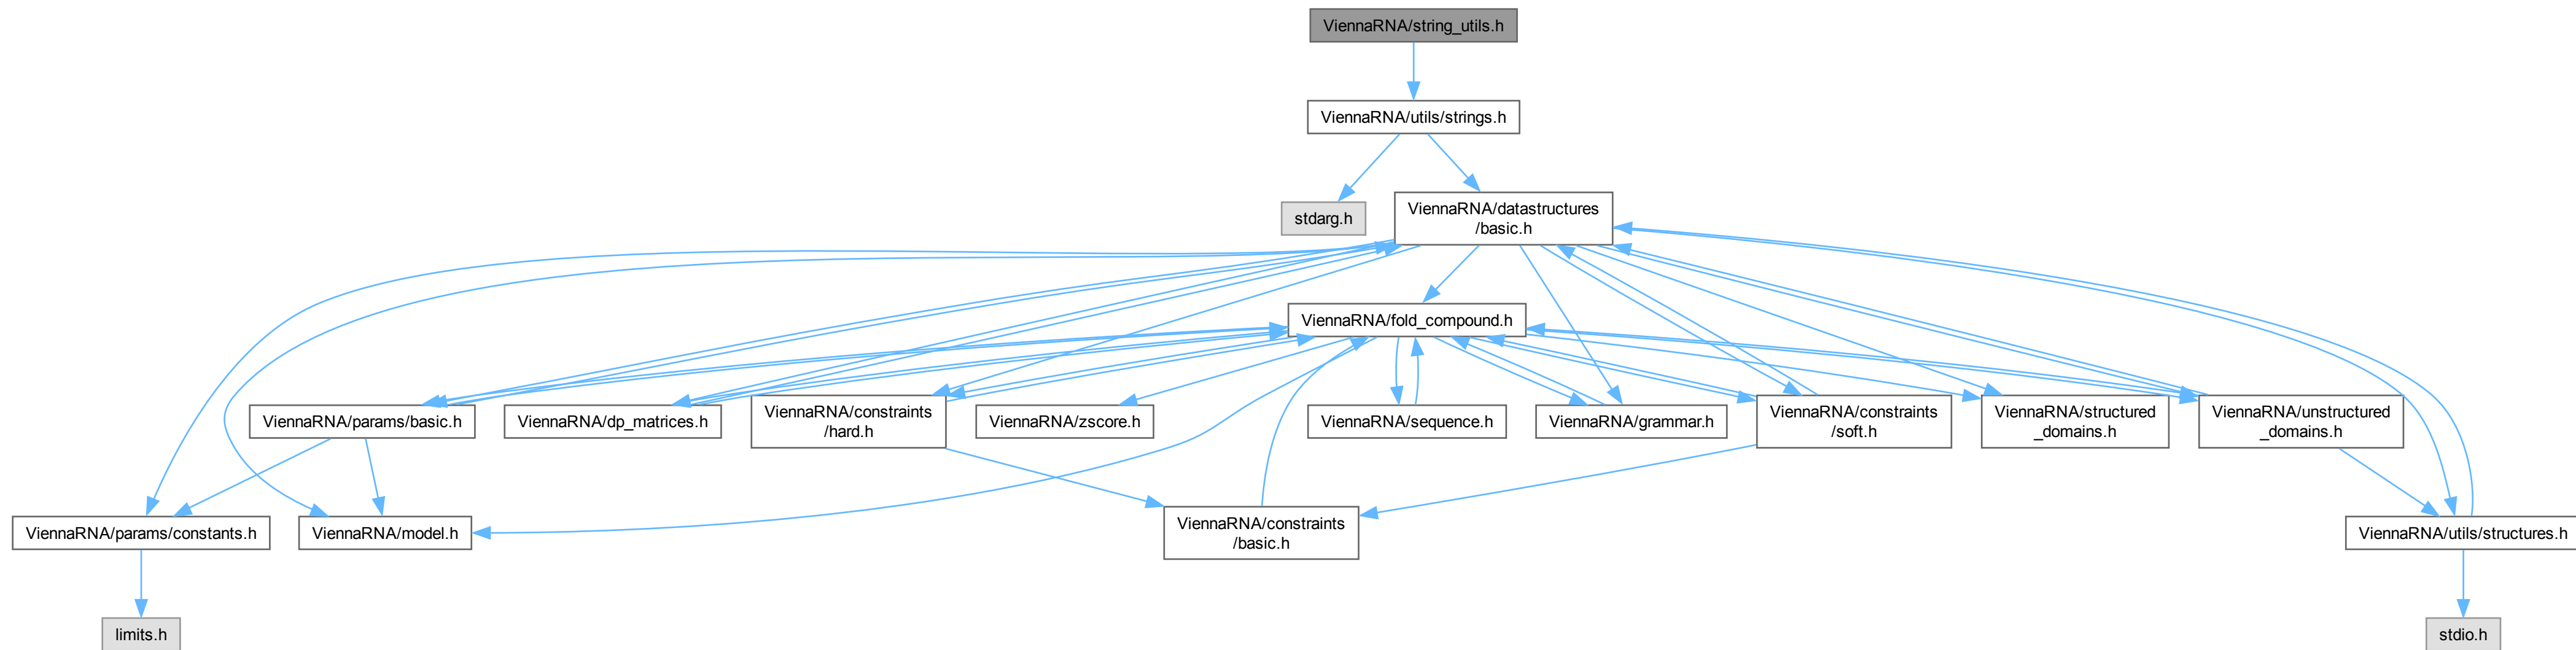 ViennaRNA/string_utils.h
ViennaRNA/utils/strings.h
stdarg.h
ViennaRNA/datastructures
/basic.h
ViennaRNA/fold_compound.h
ViennaRNA/params/basic.h
ViennaRNA/dp_matrices.h
ViennaRNA/constraints
/hard.h
ViennaRNA/zscore.h
ViennaRNA/sequence.h
ViennaRNA/grammar.h
ViennaRNA/constraints
/soft.h
ViennaRNA/structured
_domains.h
ViennaRNA/unstructured
_domains.h
ViennaRNA/params/constants.h
ViennaRNA/model.h
ViennaRNA/constraints
/basic.h
ViennaRNA/utils/structures.h
limits.h
stdio.h